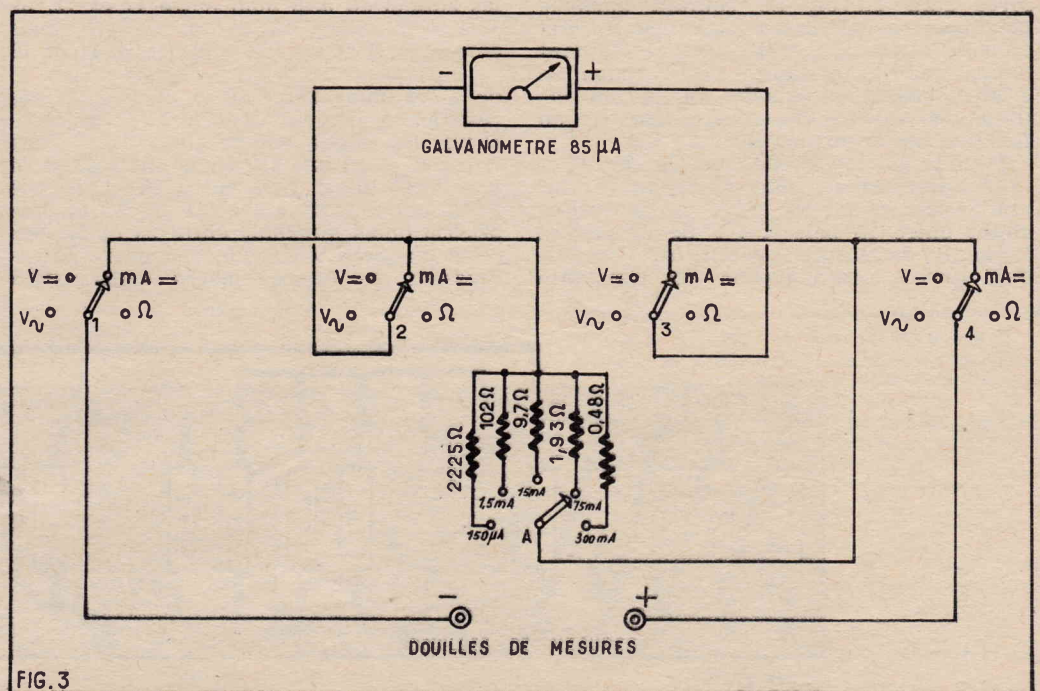 - +
GALVANOMETRE 85 µA
V = mA =
V = mA =
V = mA =
V = mA =
V~ 1 Ω
V~ 2 Ω
V~ 3 Ω
V~ 4 Ω
2225Ω
102Ω
9,7Ω
1,93Ω
0,48Ω
150µA
1,5mA
15mA
A
75mA
300mA
- +
DOUILLES DE MESURES
FIG.3